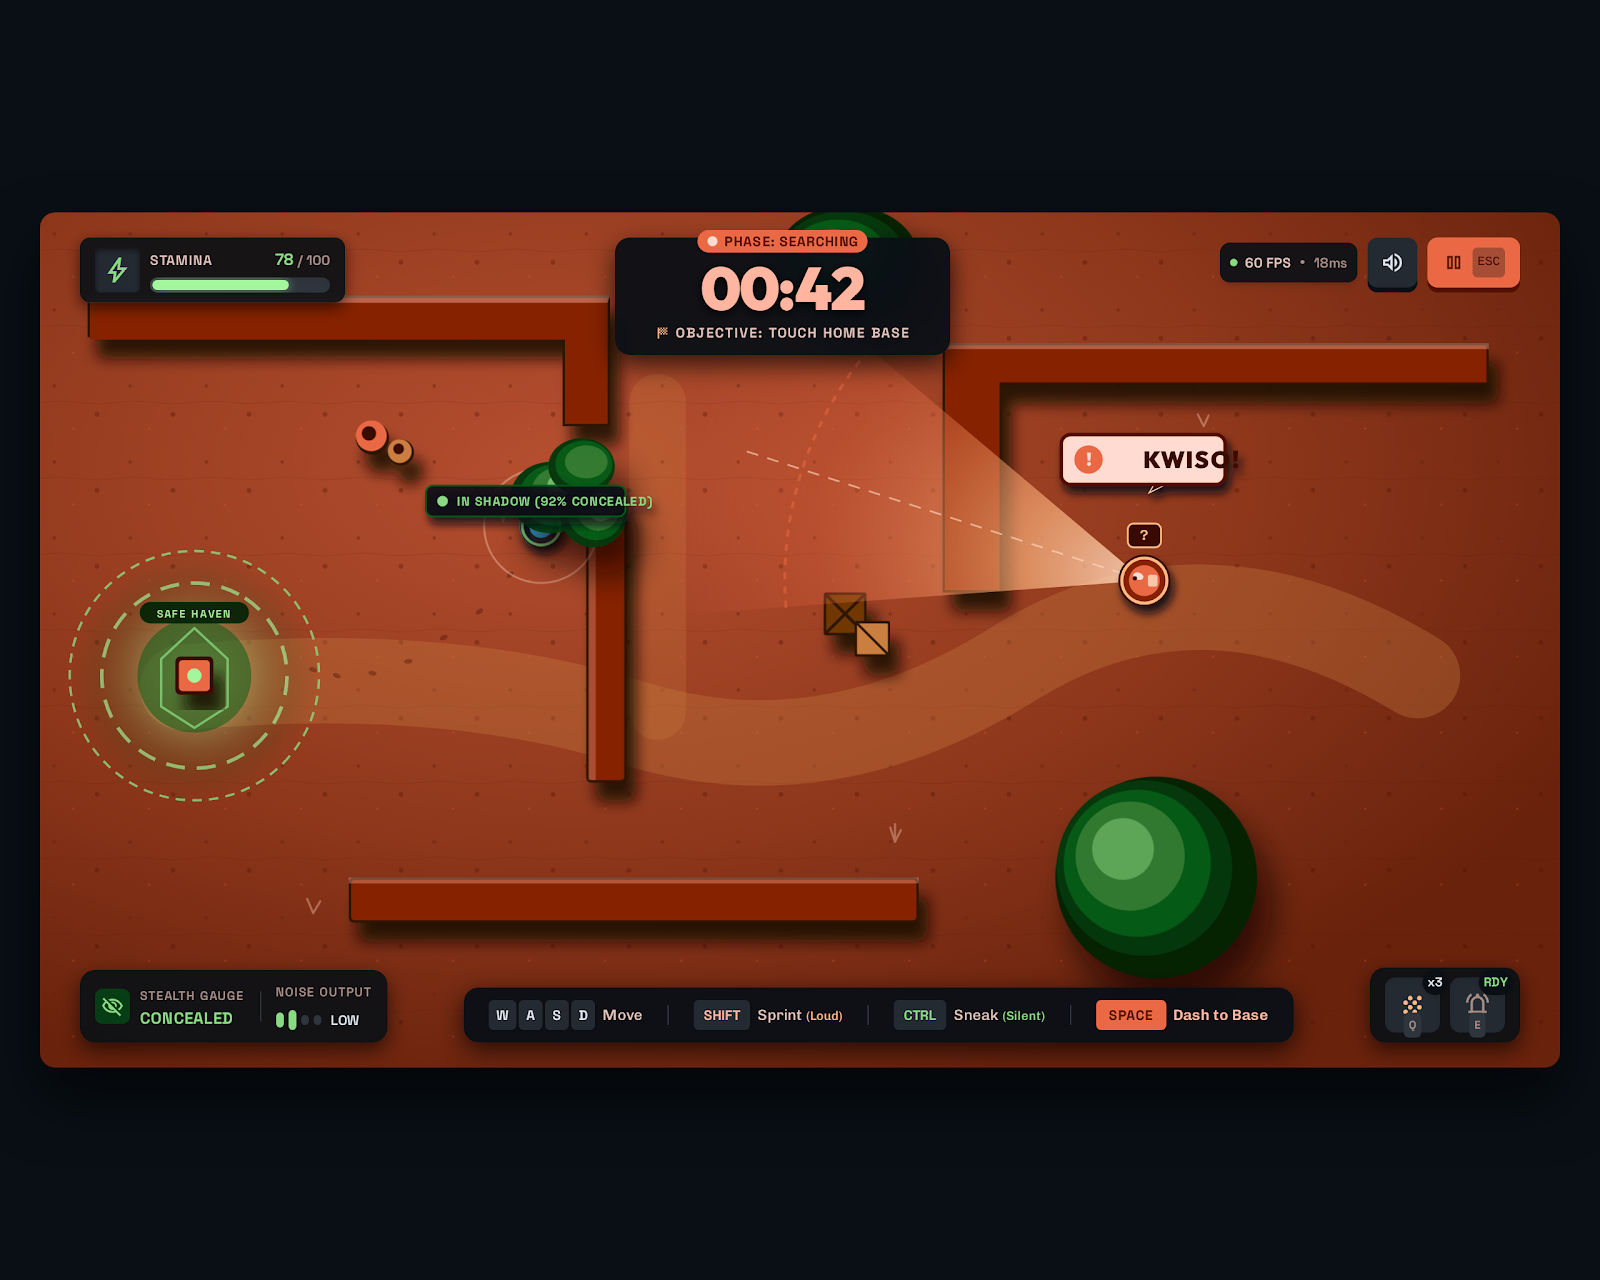 STAMINA 78 / 100
PHASE: SEARCHING
00:42
OBJECTIVE: TOUCH HOME BASE
60 FPS • 18ms
ESC
! KWISO!
IN SHADOW (92% CONCEALED)
?
SAFE HAVEN
STEALTH GAUGE
CONCEALED
NOISE OUTPUT
LOW
W A S D Move
SHIFT Sprint (Loud)
CTRL Sneak (Silent)
SPACE Dash to Base
x3
Q
RDY
E